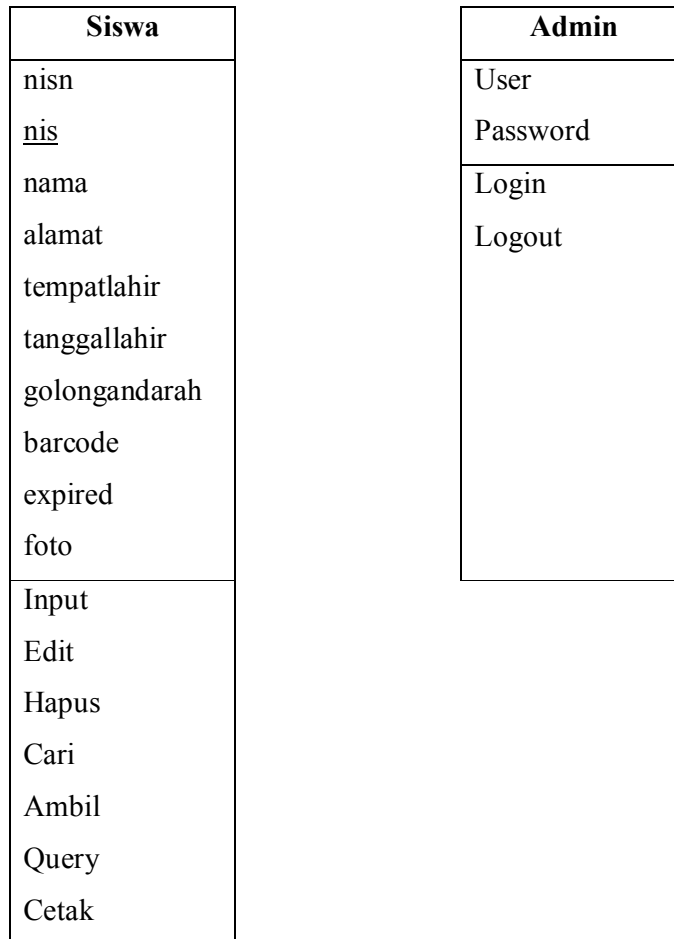 Siswa
nisn
nis
nama
alamat
tempatlahir
tanggallahir
golongandarah
barcode
expired
foto
Input
Edit
Hapus
Cari
Ambil
Query
Cetak
Admin
User
Password
Login
Logout